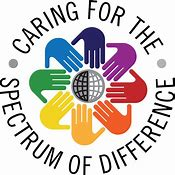 CARING FOR THE
SPECTRUM OF DIFFERENCE